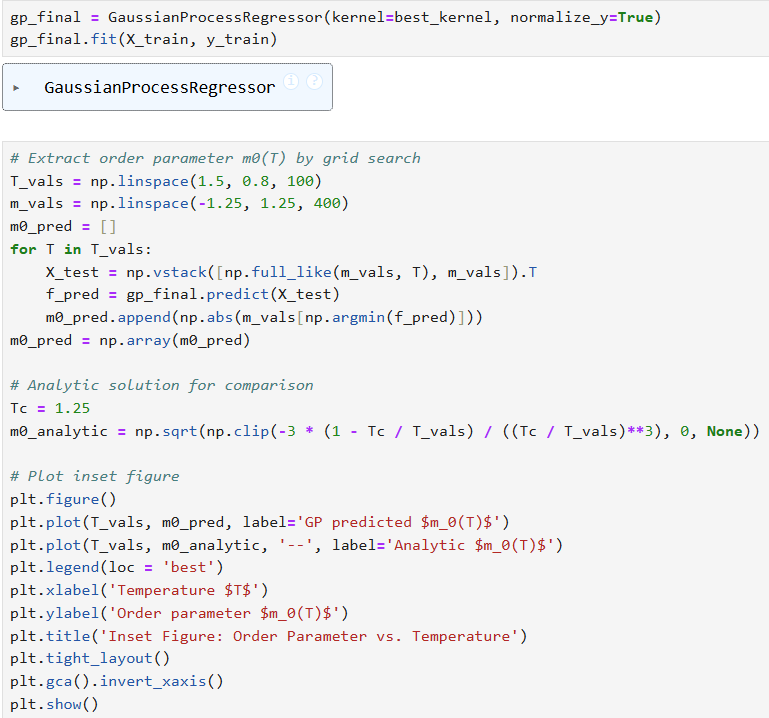 gp_final = GaussianProcessRegressor(kernel=best_kernel, normalize_y=True)
gp_final.fit(X_train, y_train)
▸ GaussianProcessRegressor i ?
# Extract order parameter m0(T) by grid search
T_vals = np.linspace(1.5, 0.8, 100)
m_vals = np.linspace(-1.25, 1.25, 400)
m0_pred = []
for T in T_vals:
    X_test = np.vstack([np.full_like(m_vals, T), m_vals]).T
    f_pred = gp_final.predict(X_test)
    m0_pred.append(np.abs(m_vals[np.argmin(f_pred)]))
m0_pred = np.array(m0_pred)
# Analytic solution for comparison
Tc = 1.25
m0_analytic = np.sqrt(np.clip(-3 * (1 - Tc / T_vals) / ((Tc / T_vals)**3), 0, None))
# Plot inset figure
plt.figure()
plt.plot(T_vals, m0_pred, label='GP predicted $m_0(T)$')
plt.plot(T_vals, m0_analytic, '--', label='Analytic $m_0(T)$')
plt.legend(loc = 'best')
plt.xlabel('Temperature $T$')
plt.ylabel('Order parameter $m_0(T)$')
plt.title('Inset Figure: Order Parameter vs. Temperature')
plt.tight_layout()
plt.gca().invert_xaxis()
plt.show()